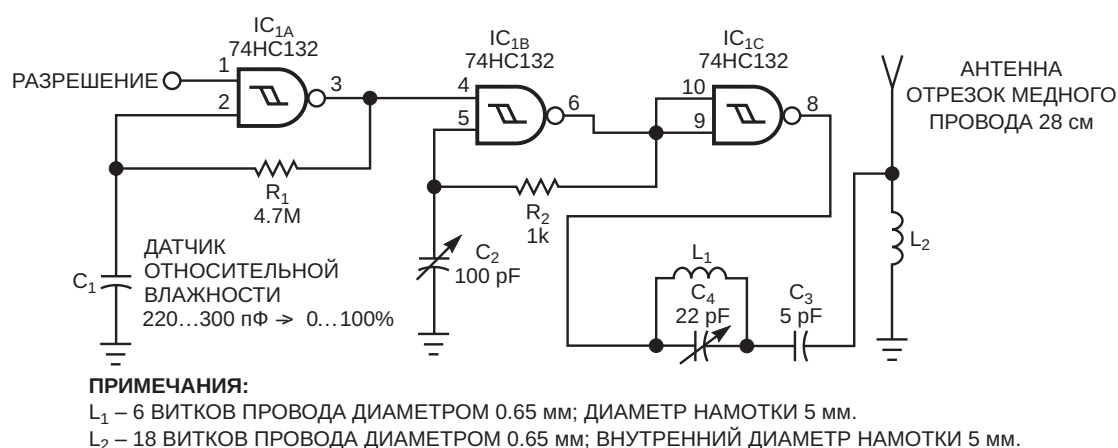 IC1A
74HC132
IC1B
74HC132
IC1C
74HC132
РАЗРЕШЕНИЕ
1
2
3
4
5
6
10
9
8
АНТЕННА
ОТРЕЗОК МЕДНОГО
ПРОВОДА 28 см
R1
4.7M
R2
1k
C1
ДАТЧИК
ОТНОСИТЕЛЬНОЙ
ВЛАЖНОСТИ
220...300 пФ → 0...100%
C2
100 pF
L1
C4
22 pF
C3
5 pF
L2
ПРИМЕЧАНИЯ:
L1 – 6 ВИТКОВ ПРОВОДА ДИАМЕТРОМ 0.65 мм; ДИАМЕТР НАМОТКИ 5 мм.
L2 – 18 ВИТКОВ ПРОВОДА ДИАМЕТРОМ 0.65 мм; ВНУТРЕННИЙ ДИАМЕТР НАМОТКИ 5 мм.